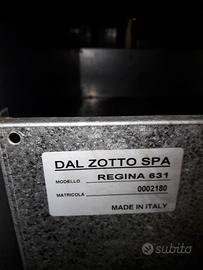 DAL ZOTTO SPA
MODELLO REGINA 631
MATRICOLA 0002180
MADE IN ITALY
subito